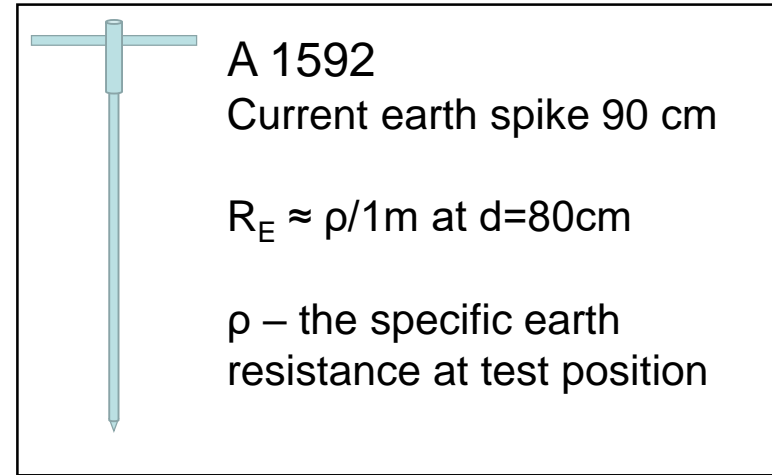 A 1592
Current earth spike 90 cm
R_E ≈ ρ/1m at d=80cm
ρ – the specific earth
resistance at test position